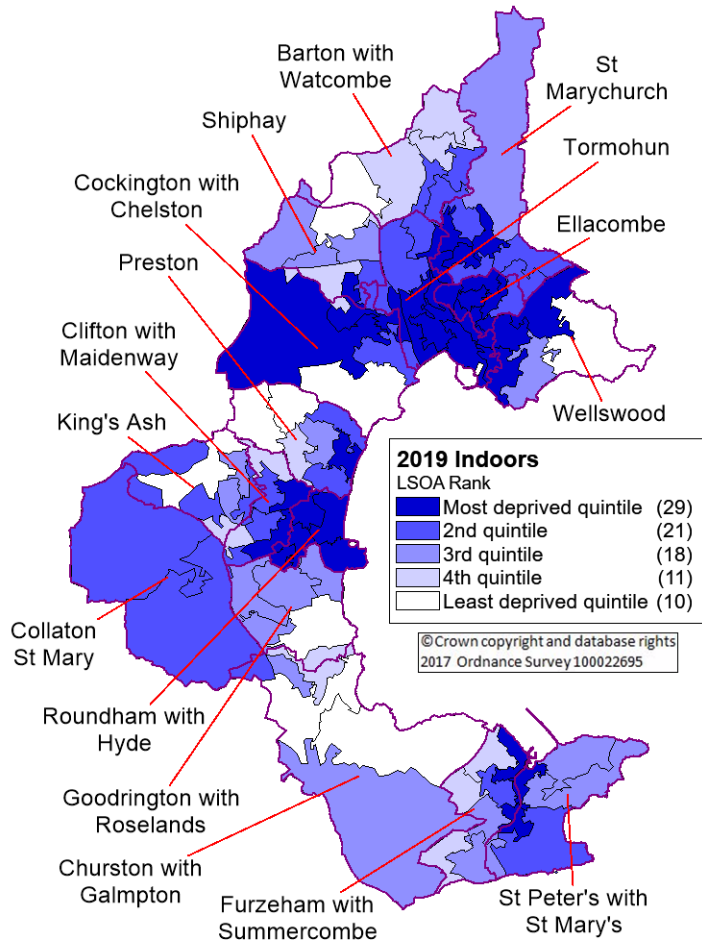 Barton with
Watcombe
St
Marychurch
Shiphay
Tormohun
Cockington with
Chelston
Ellacombe
Preston
Clifton with
Maidenway
King's Ash
Wellswood
2019 Indoors
LSOA Rank
Most deprived quintile (29)
2nd quintile (21)
3rd quintile (18)
4th quintile (11)
Least deprived quintile (10)
©Crown copyright and database rights
2017 Ordnance Survey 100022695
Collaton
St Mary
Roundham with
Hyde
Goodrington with
Roselands
Churston with
Galmpton
Furzeham with
Summercombe
St Peter's with
St Mary's